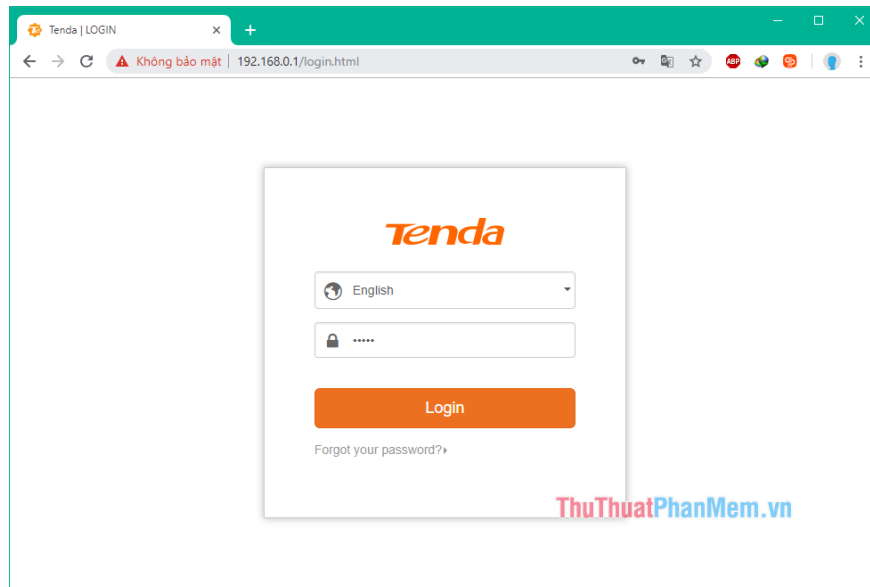 Tenda | LOGIN
Không bảo mật | 192.168.0.1/login.html
ABP
Tenda
English
•••••
Login
Forgot your password?
ThuThuatPhanMem.vn